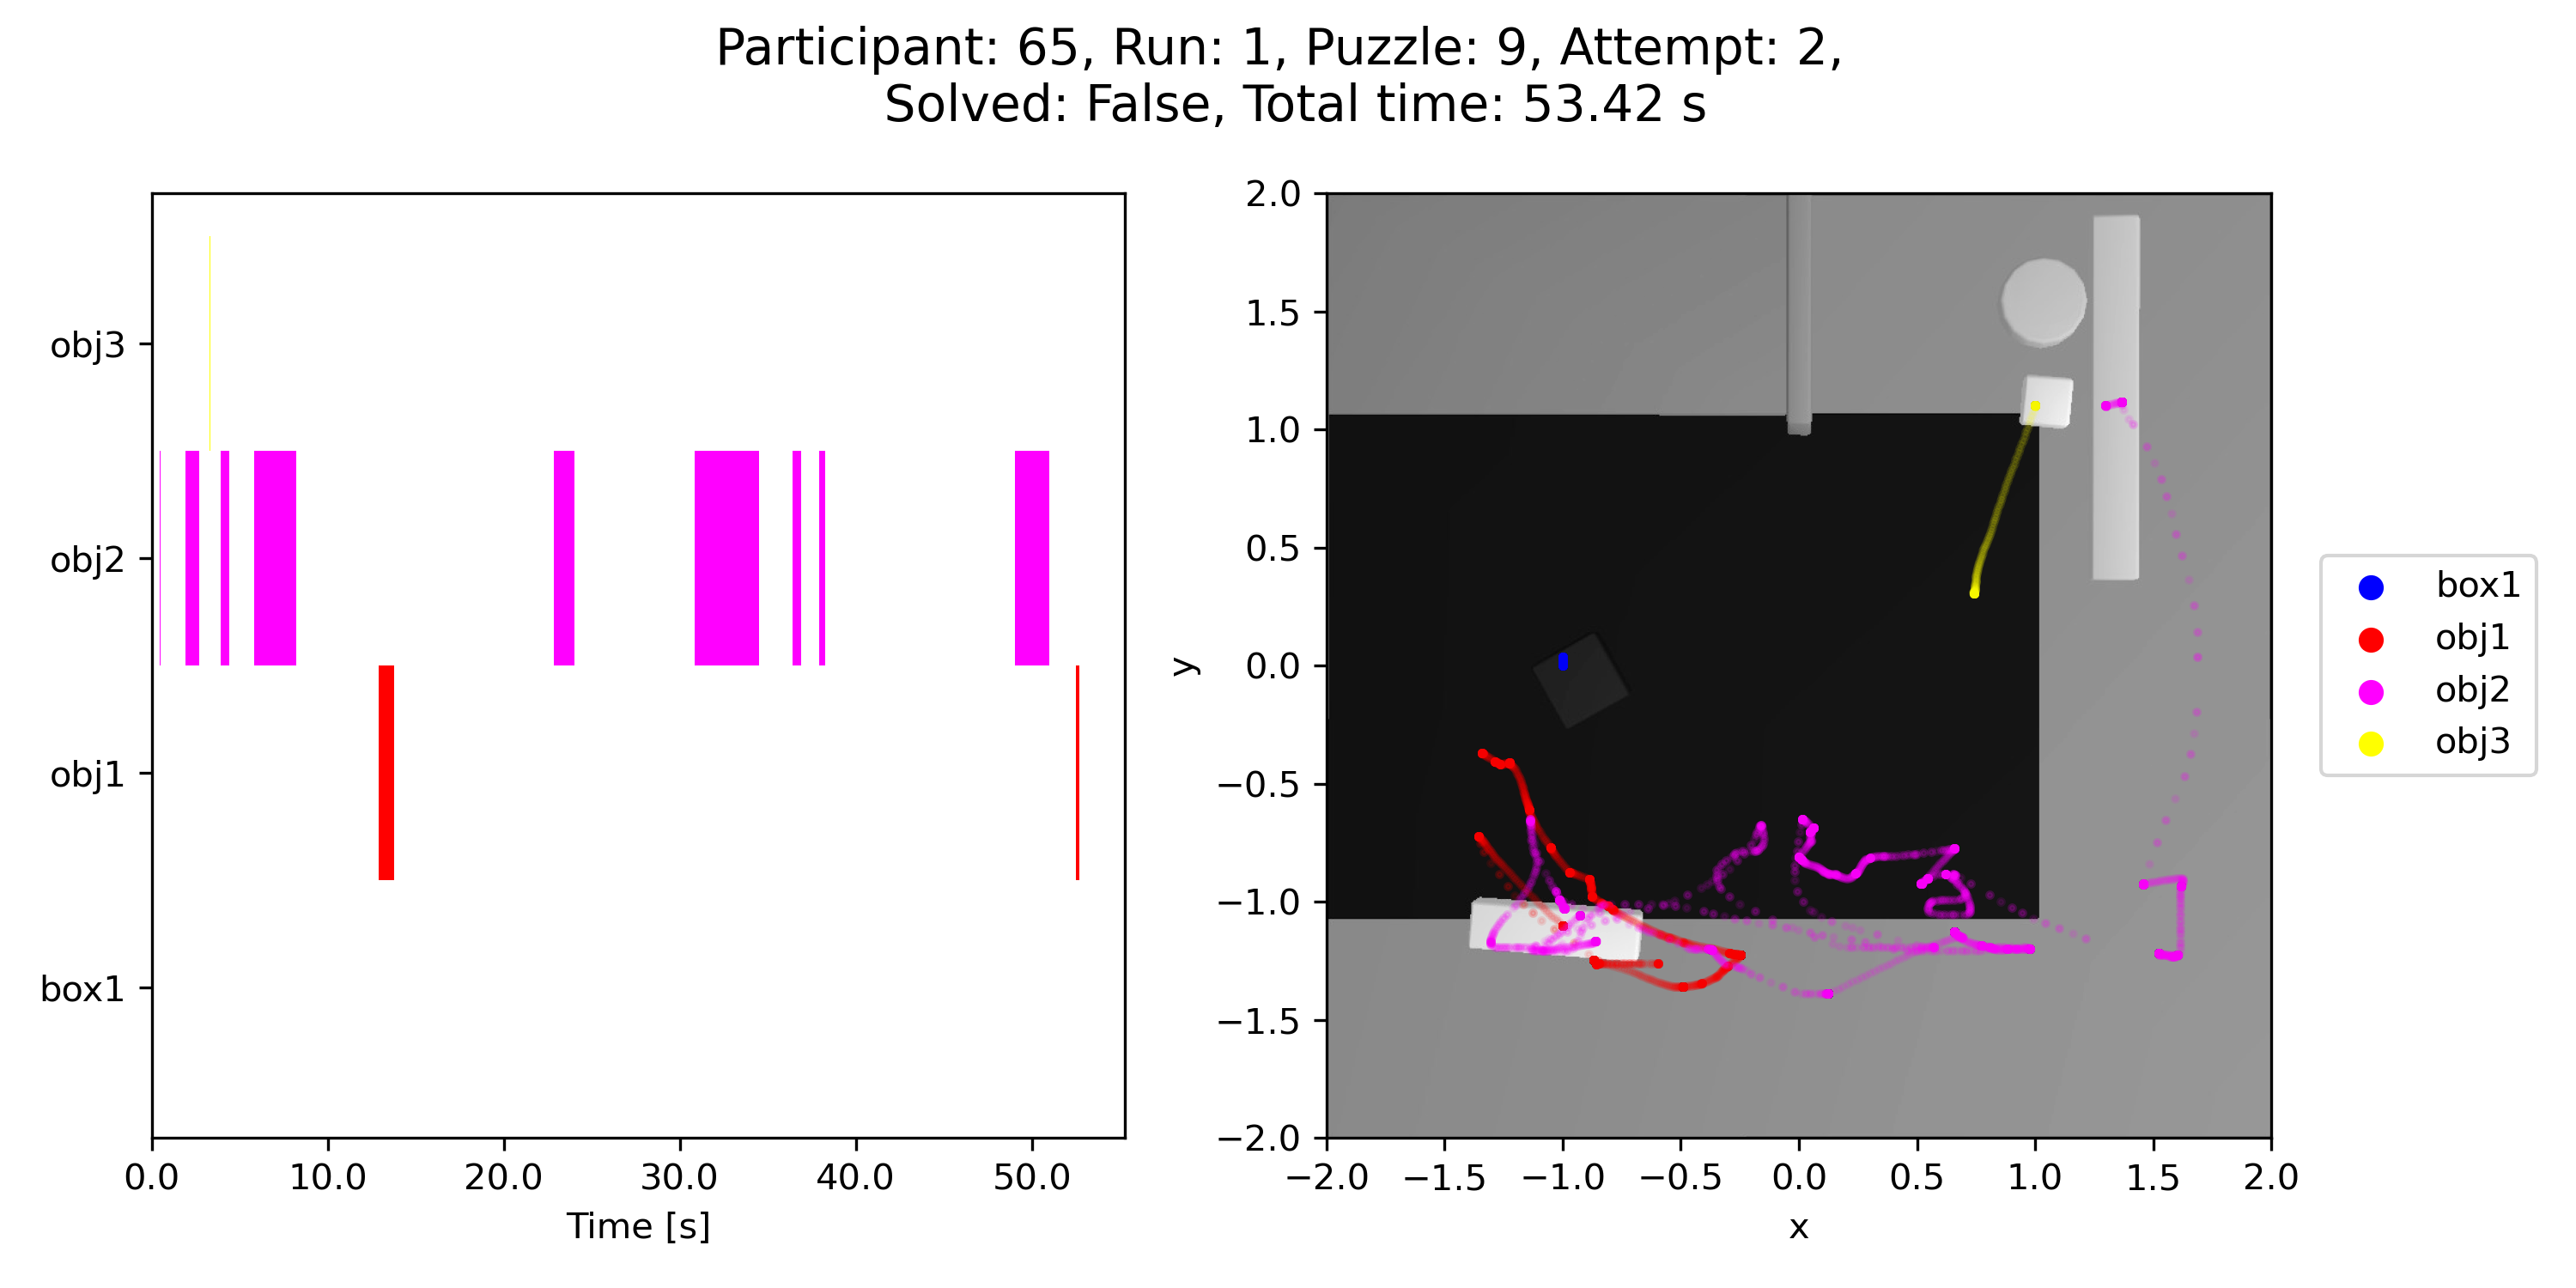 Participant: 65, Run: 1, Puzzle: 9, Attempt: 2,
Solved: False, Total time: 53.42 s
obj3
obj2
obj1
box1
0.0 10.0 20.0 30.0 40.0 50.0
Time [s]
2.0
1.5
1.0
0.5
0.0
−0.5
−1.0
−1.5
−2.0
y
−2.0 −1.5 −1.0 −0.5 0.0 0.5 1.0 1.5 2.0
x
box1
obj1
obj2
obj3